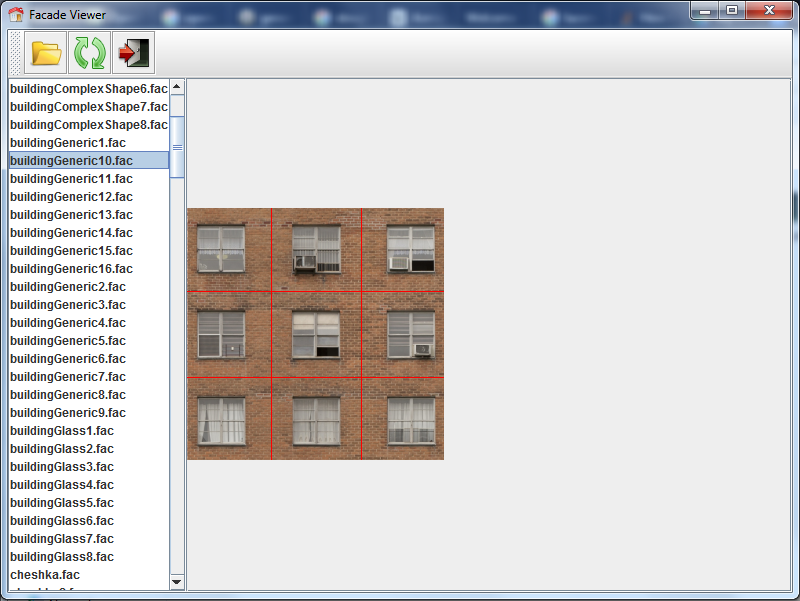 Facade Viewer
buildingComplexShape6.fac
buildingComplexShape7.fac
buildingComplexShape8.fac
buildingGeneric1.fac
buildingGeneric10.fac
buildingGeneric11.fac
buildingGeneric12.fac
buildingGeneric13.fac
buildingGeneric14.fac
buildingGeneric15.fac
buildingGeneric16.fac
buildingGeneric2.fac
buildingGeneric3.fac
buildingGeneric4.fac
buildingGeneric5.fac
buildingGeneric6.fac
buildingGeneric7.fac
buildingGeneric8.fac
buildingGeneric9.fac
buildingGlass1.fac
buildingGlass2.fac
buildingGlass3.fac
buildingGlass4.fac
buildingGlass5.fac
buildingGlass6.fac
buildingGlass7.fac
buildingGlass8.fac
cheshka.fac